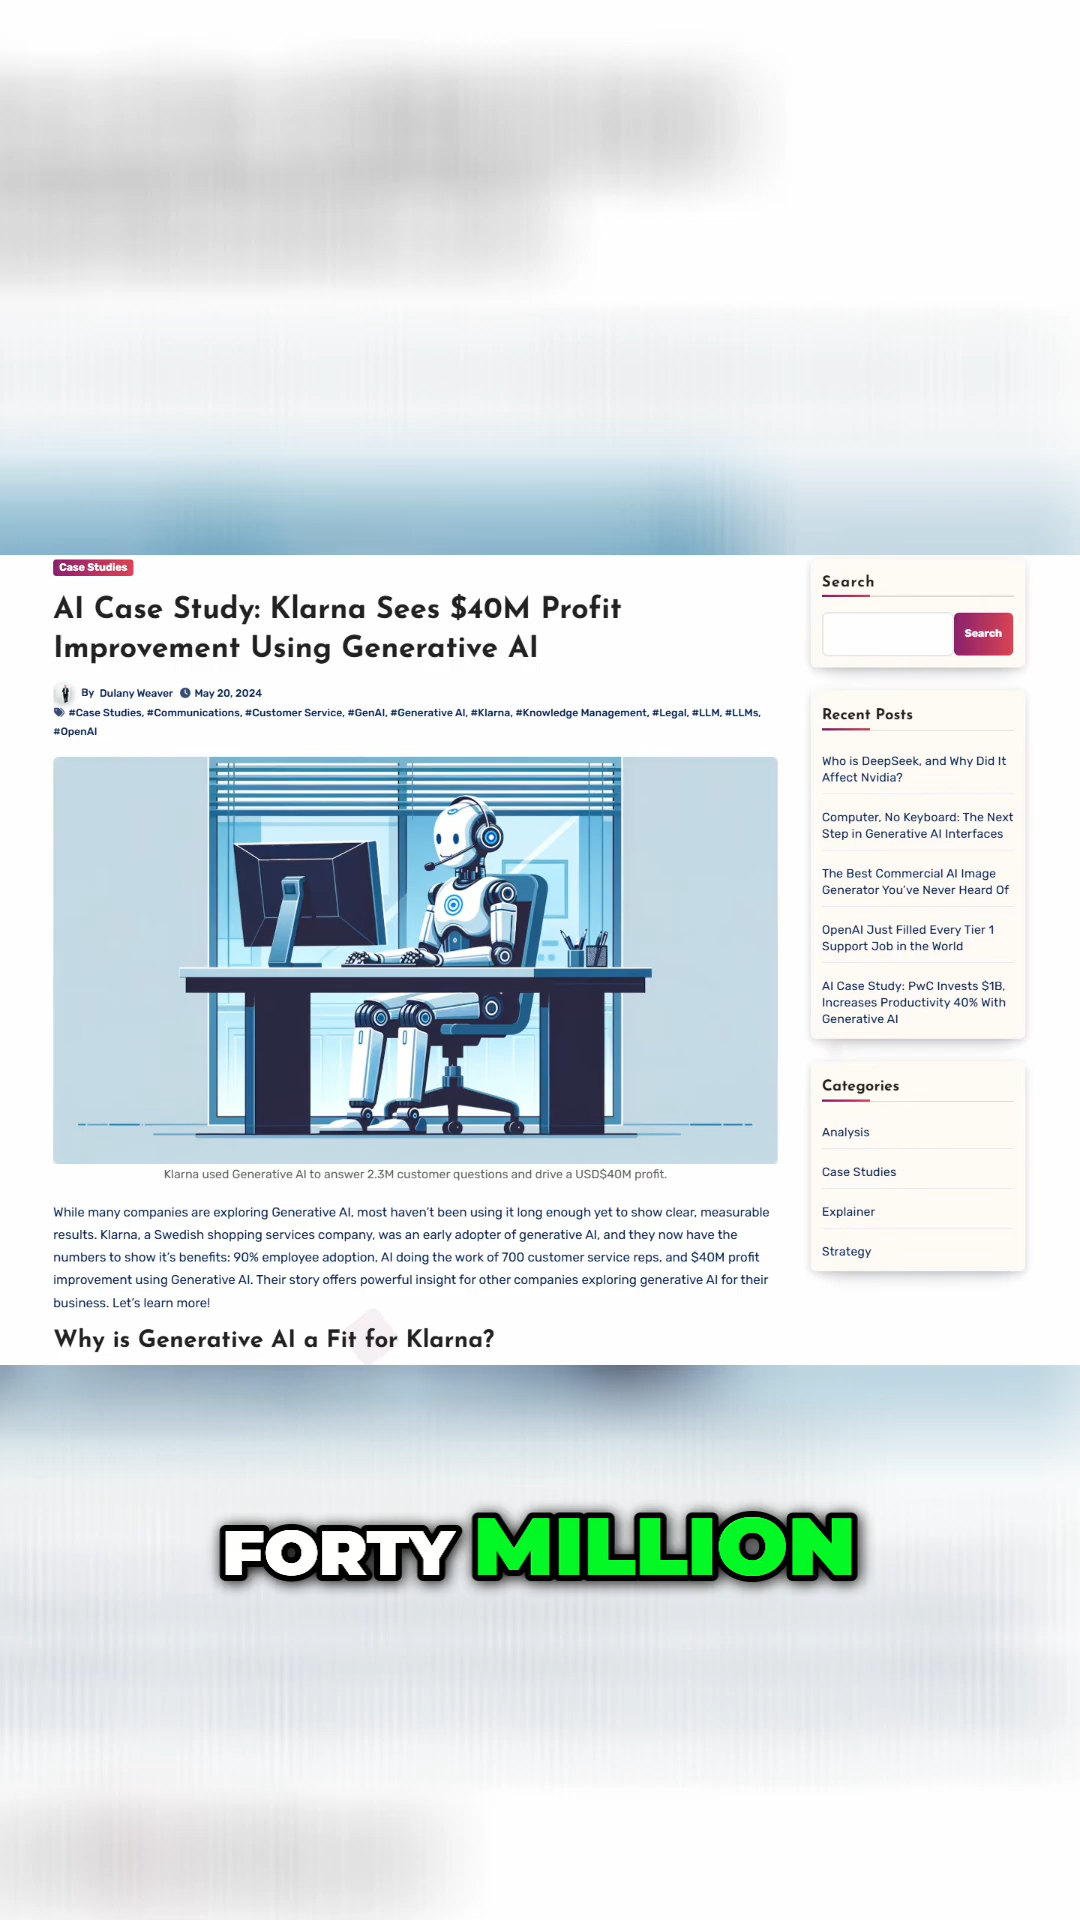 Case Studies
AI Case Study: Klarna Sees $40M Profit
Improvement Using Generative AI
By Dulany Weaver May 20, 2024
#Case Studies, #Communications, #Customer Service, #GenAI, #Generative AI, #Klarna, #Knowledge Management, #Legal, #LLM, #LLMs,
#OpenAI
Klarna used Generative AI to answer 2.3M customer questions and drive a USD$40M profit.
While many companies are exploring Generative AI, most haven't been using it long enough yet to show clear, measurable
results. Klarna, a Swedish shopping services company, was an early adopter of generative AI, and they now have the
numbers to show it's benefits: 90% employee adoption, AI doing the work of 700 customer service reps, and $40M profit
improvement using Generative AI. Their story offers powerful insight for other companies exploring generative AI for their
business. Let's learn more!
Why is Generative AI a Fit for Klarna?
Search
Search
Recent Posts
Who is DeepSeek, and Why Did It
Affect Nvidia?
Computer, No Keyboard: The Next
Step in Generative AI Interfaces
The Best Commercial AI Image
Generator You've Never Heard Of
OpenAI Just Filled Every Tier 1
Support Job in the World
AI Case Study: PwC Invests $1B,
Increases Productivity 40% With
Generative AI
Categories
Analysis
Case Studies
Explainer
Strategy
FORTY MILLION